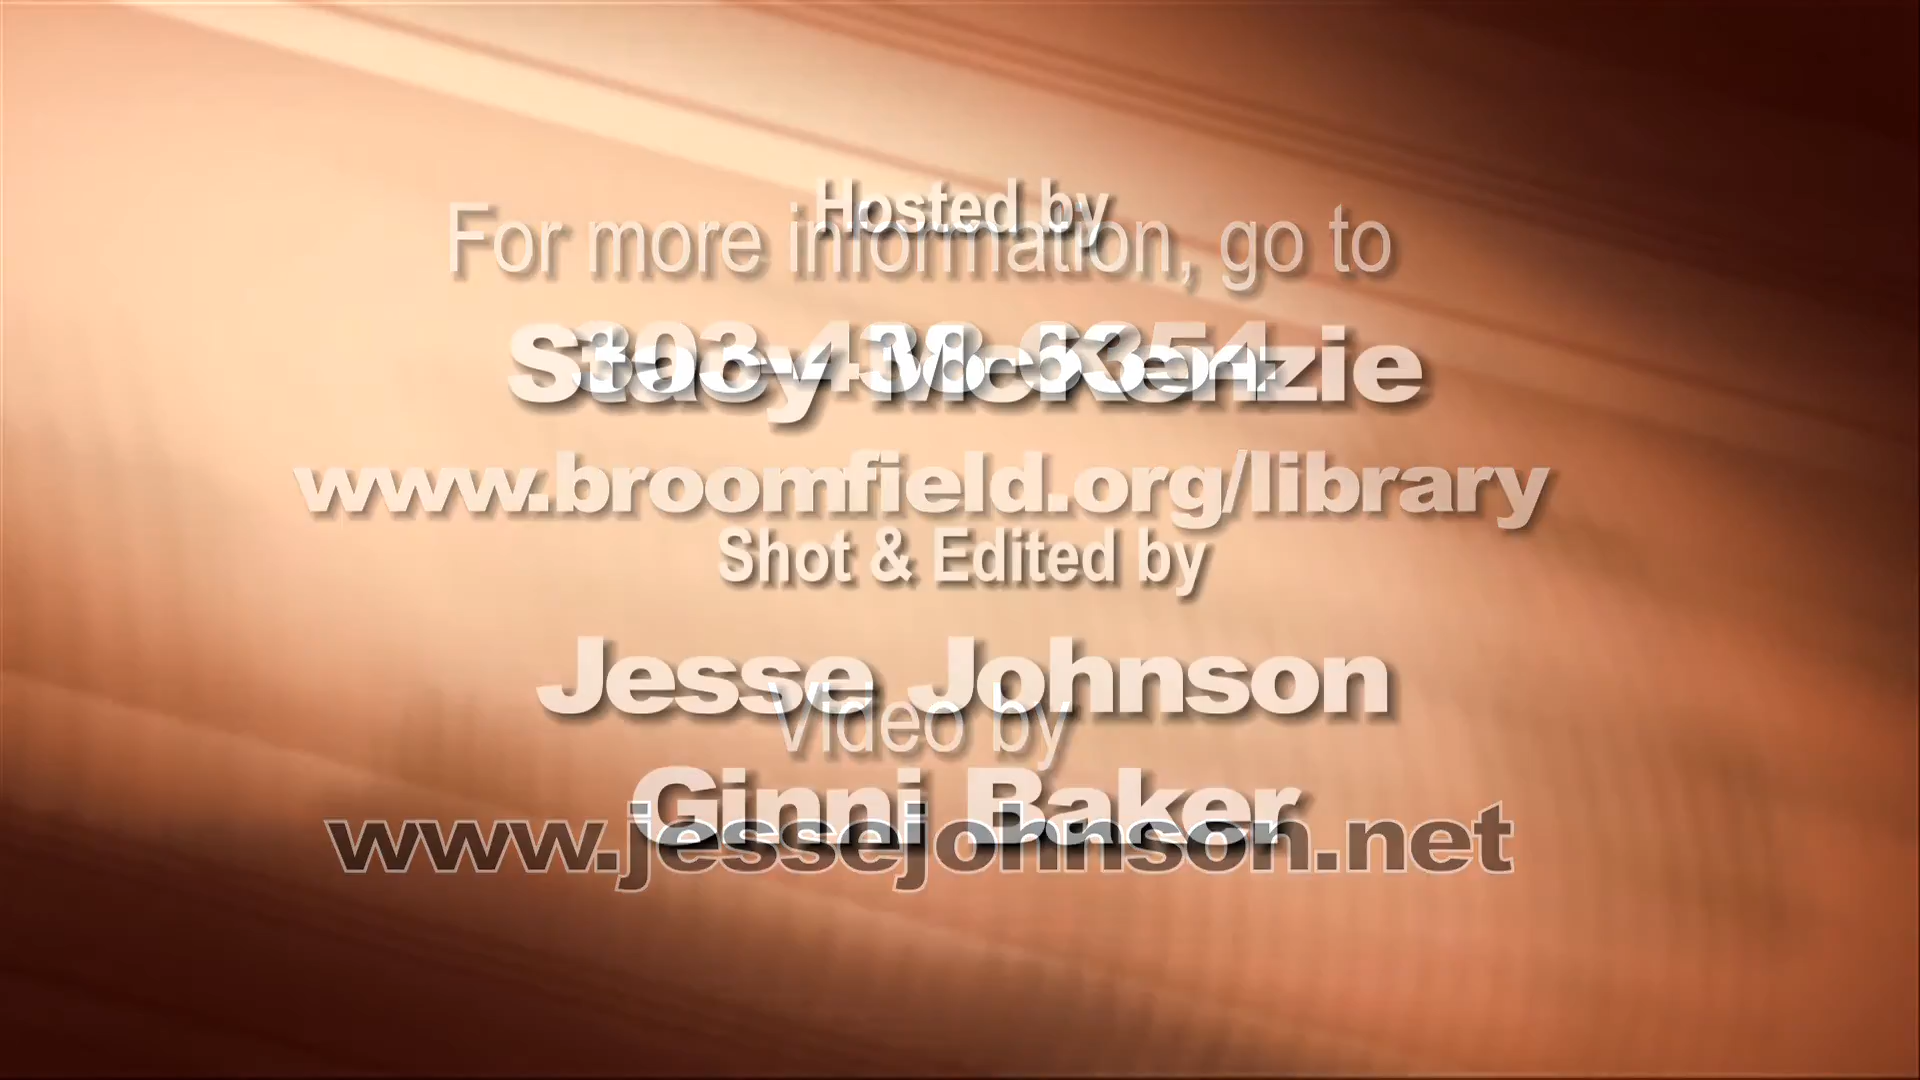 Hosted by
For more information, go to
Stacy McKenzie
303-438-6354
www.broomfield.org/library
Shot & Edited by
Jesse Johnson
Video by
Ginni Baker
www.jessejohnson.net